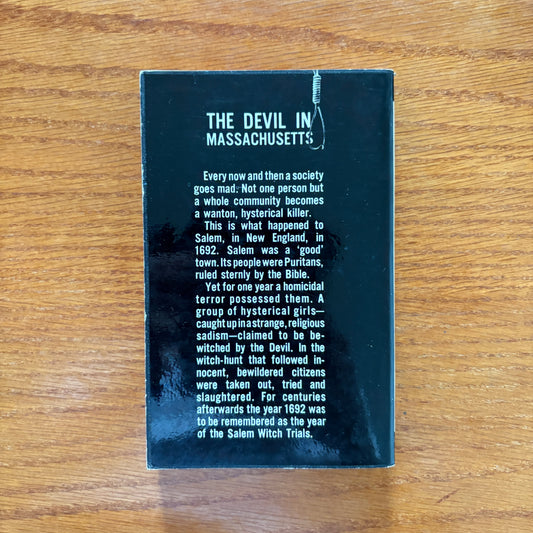 THE DEVIL IN
MASSACHUSETTS
Every now and then a society
goes mad. Not one person but
a whole community becomes
a wanton, hysterical killer.
This is what happened to
Salem, in New England, in
1692. Salem was a ‘good’
town. Its people were Puritans,
ruled sternly by the Bible.
Yet for one year a homicidal
terror possessed them. A
group of hysterical girls—
caught up in a strange, religious
sadism—claimed to be be-
witched by the Devil. In the
witch-hunt that followed in-
nocent, bewildered citizens
were taken out, tried and
slaughtered. For centuries
afterwards the year 1692 was
to be remembered as the year
of the Salem Witch Trials.